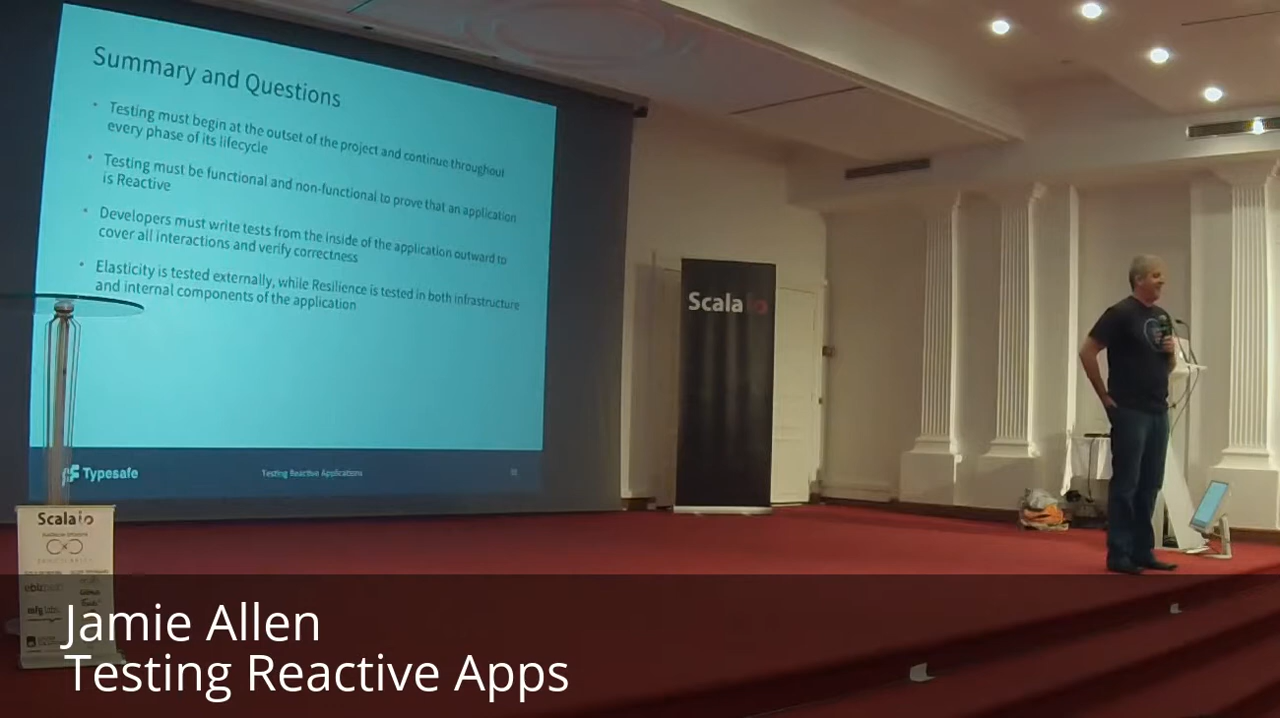 Summary and Questions
• Testing must begin at the outset of the project and continue throughout
every phase of its lifecycle
• Testing must be functional and non-functional to prove that an application
is Reactive
• Developers must write tests from the inside of the application outward to
cover all interactions and verify correctness
• Elasticity is tested externally, while Resilience is tested in both infrastructure
and internal components of the application
Typesafe
Testing Reactive Applications
Scala io
Scala io
mfg labs
Jamie Allen
Testing Reactive Apps